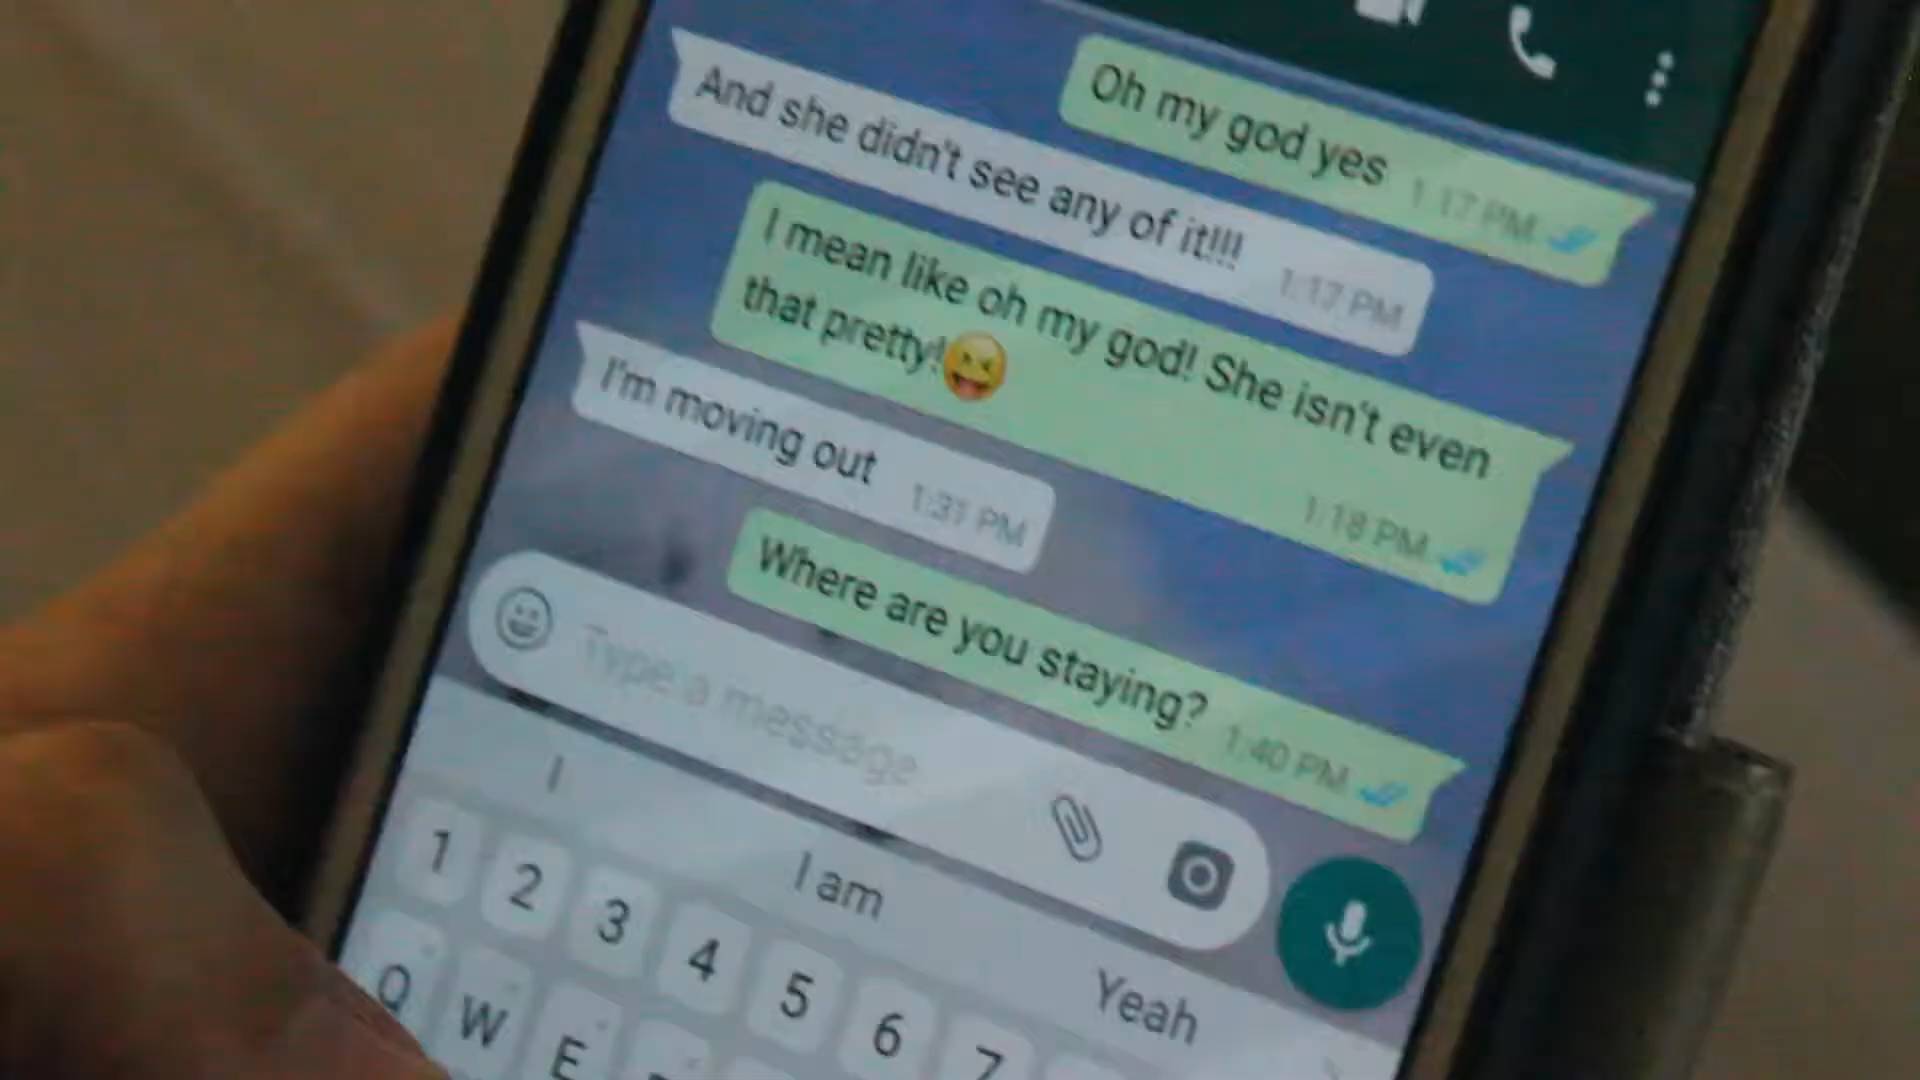 Oh my god yes 1:17 PM
And she didn't see any of it!!! 1:17 PM
I mean like oh my god! She isn't even
that pretty!😆
1:18 PM
I'm moving out 1:31 PM
Where are you staying? 1:40 PM
Type a message
I I am Yeah
1 2 3 4 5 6 7
Q W E